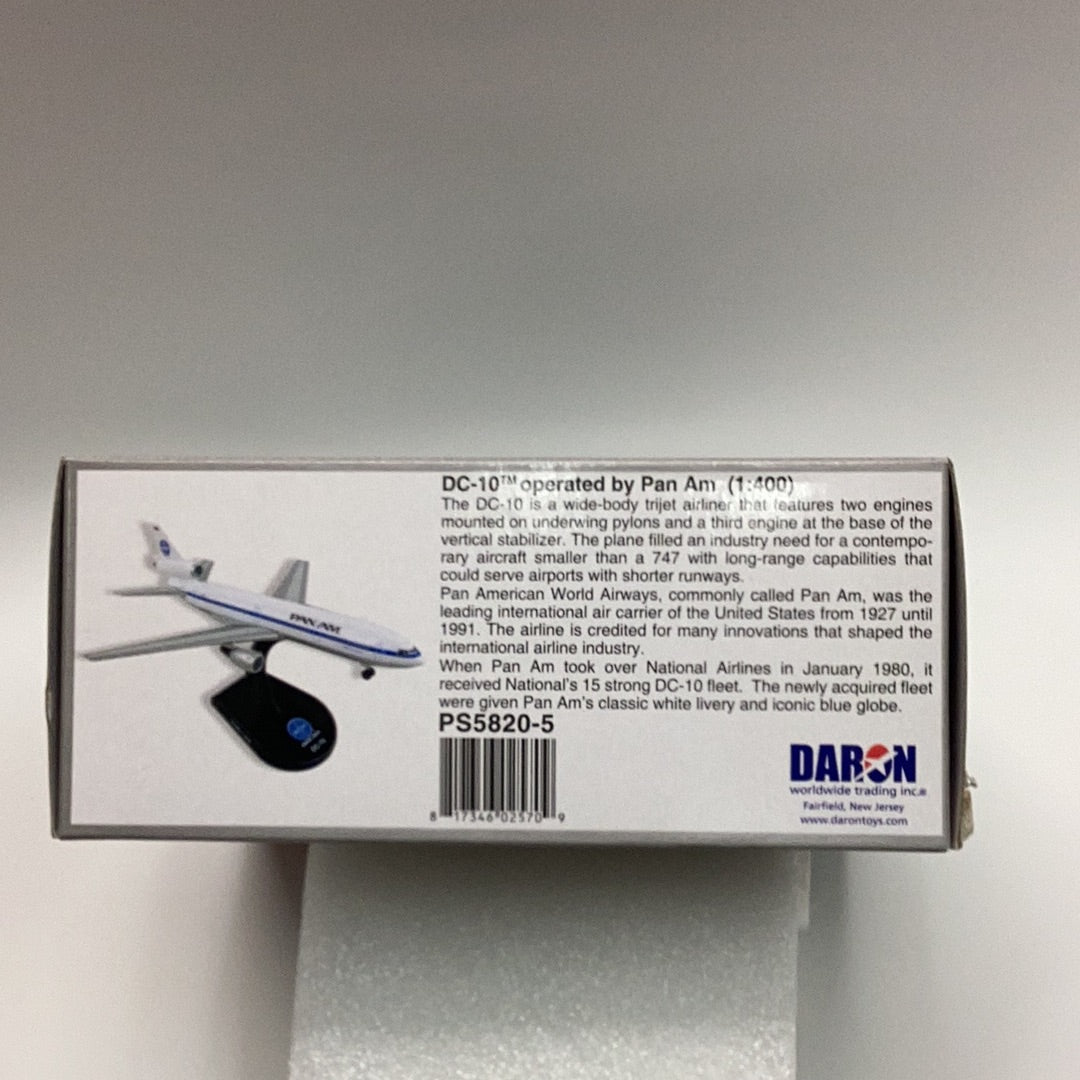 DC-10™ operated by Pan Am (1:400)
The DC-10 is a wide-body trijet airliner that features two engines
mounted on underwing pylons and a third engine at the base of the
vertical stabilizer. The plane filled an industry need for a contempo-
rary aircraft smaller than a 747 with long-range capabilities that
could serve airports with shorter runways.
Pan American World Airways, commonly called Pan Am, was the
leading international air carrier of the United States from 1927 until
1991. The airline is credited for many innovations that shaped the
international airline industry.
When Pan Am took over National Airlines in January 1980, it
received National's 15 strong DC-10 fleet. The newly acquired fleet
were given Pan Am's classic white livery and iconic blue globe.
PS5820-5
8 17346 02570 9
PAN AM
DC-10
DARON
worldwide trading inc.®
Fairfield, New Jersey
www.darontoys.com